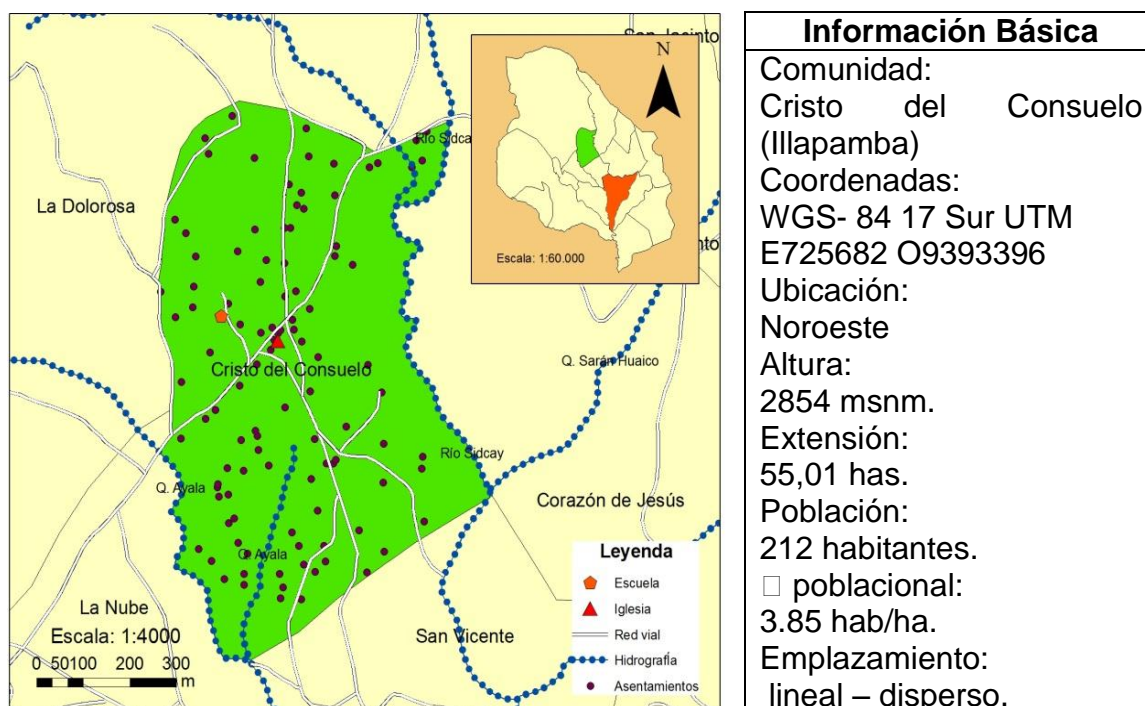 San Jacinto
N
Río Sidcay
La Dolorosa
Escala: 1:60.000
Cristo del Consuelo
Q. Sarán Huaico
Río Sidcay
Q. Ayala
Corazón de Jesús
Q. Ayala
La Nube
San Vicente
Escala: 1:4000
0 50100 200 300
m
Leyenda
Escuela
Iglesia
Red vial
Hidrografía
Asentamientos
Información Básica
Comunidad:
Cristo del Consuelo
(Illapamba)
Coordenadas:
WGS- 84 17 Sur UTM
E725682 O9393396
Ubicación:
Noroeste
Altura:
2854 msnm.
Extensión:
55,01 has.
Población:
212 habitantes.
□ poblacional:
3.85 hab/ha.
Emplazamiento:
lineal – disperso.